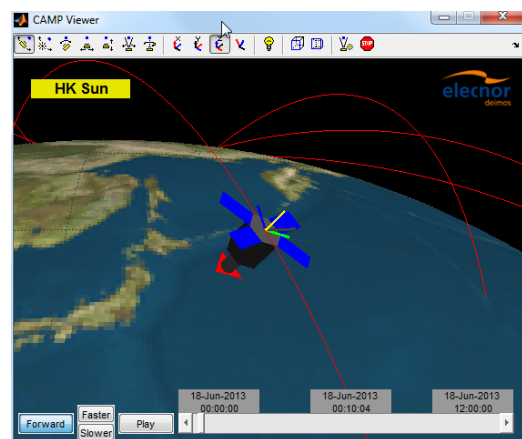 CAMP Viewer
HK Sun
elecnor
deimos
18-Jun-2013
00:00:00
18-Jun-2013
00:10:04
18-Jun-2013
12:00:00
Forward
Faster
Slower
Play
STOP